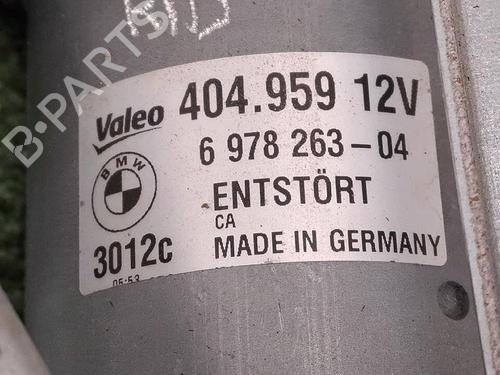 B-PARTS
Valeo 404.959 12V
BMW
6 978 263-04
ENTSTÖRT
CA
3012c MADE IN GERMANY
05:53